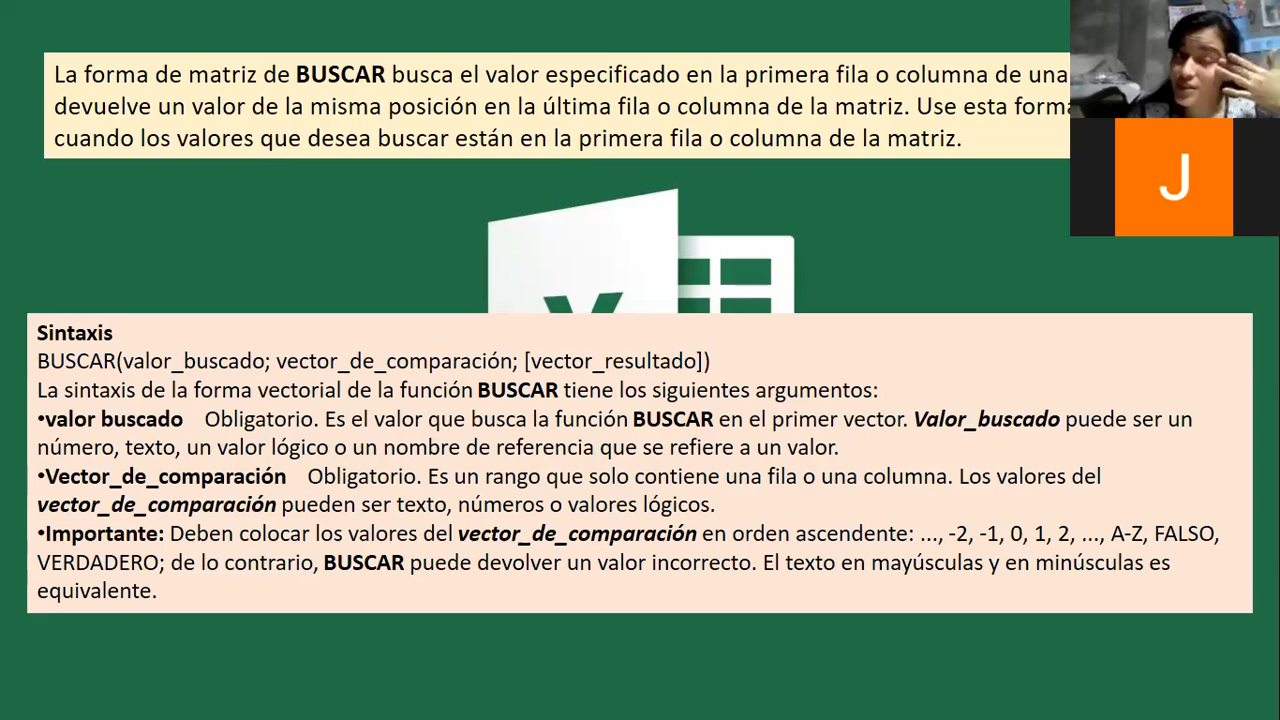 La forma de matriz de BUSCAR busca el valor especificado en la primera fila o columna de una
devuelve un valor de la misma posición en la última fila o columna de la matriz. Use esta forma
cuando los valores que desea buscar están en la primera fila o columna de la matriz.
J
Sintaxis
BUSCAR(valor_buscado; vector_de_comparación; [vector_resultado])
La sintaxis de la forma vectorial de la función BUSCAR tiene los siguientes argumentos:
•valor buscado Obligatorio. Es el valor que busca la función BUSCAR en el primer vector. Valor_buscado puede ser un
número, texto, un valor lógico o un nombre de referencia que se refiere a un valor.
•Vector_de_comparación Obligatorio. Es un rango que solo contiene una fila o una columna. Los valores del
vector_de_comparación pueden ser texto, números o valores lógicos.
•Importante: Deben colocar los valores del vector_de_comparación en orden ascendente: ..., -2, -1, 0, 1, 2, ..., A-Z, FALSO,
VERDADERO; de lo contrario, BUSCAR puede devolver un valor incorrecto. El texto en mayúsculas y en minúsculas es
equivalente.